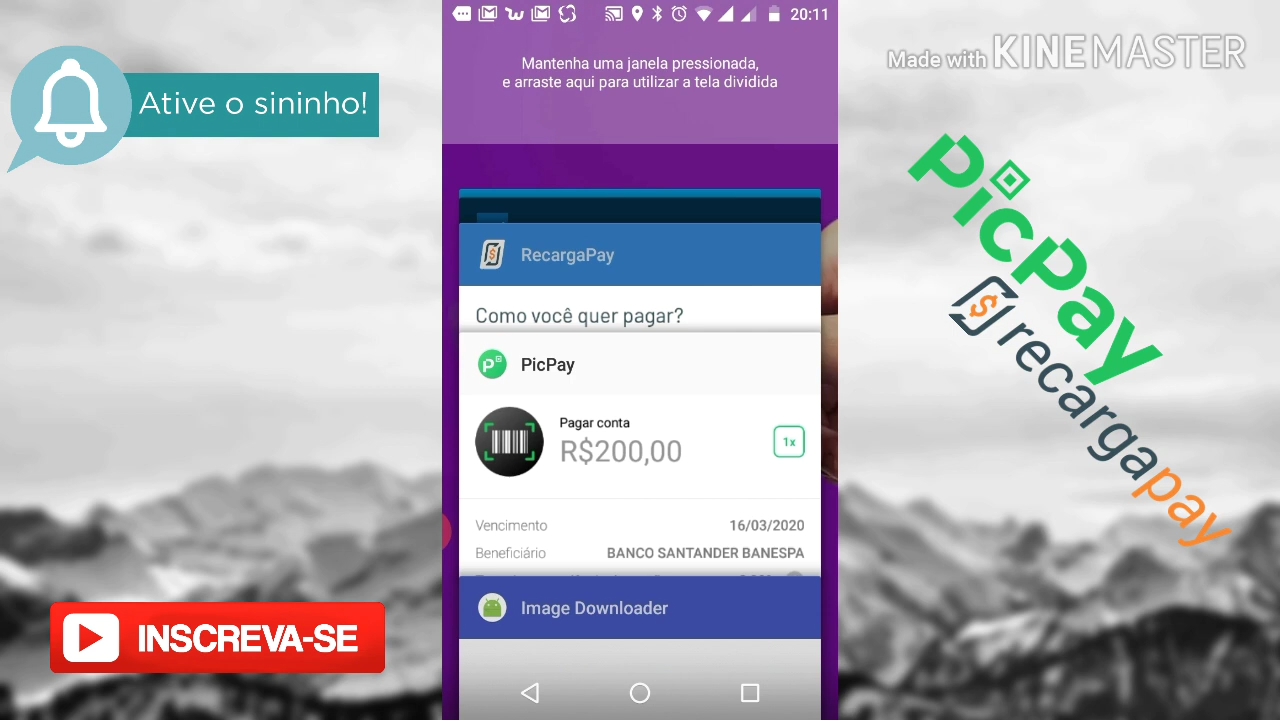 Ative o sininho!
INSCREVA-SE
20:11
Mantenha uma janela pressionada,
e arraste aqui para utilizar a tela dividida
RecargaPay
Como você quer pagar?
PicPay
Pagar conta
R$200,00
1x
Vencimento
16/03/2020
Beneficiário
BANCO SANTANDER BANESPA
Image Downloader
Made with KINEMASTER
PicPay
recargapay